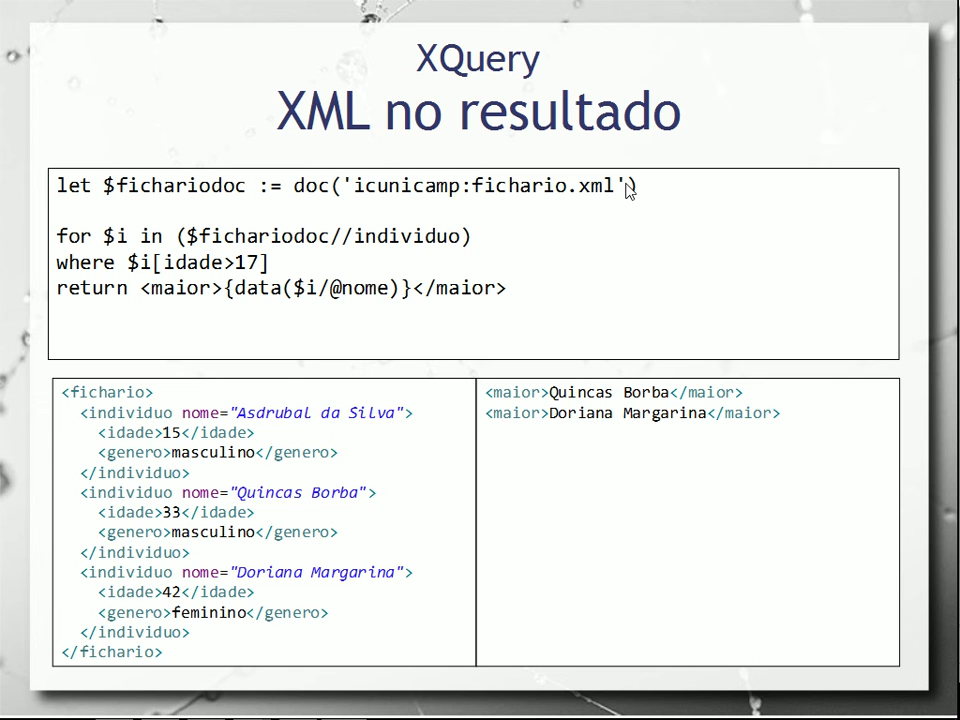 XQuery
XML no resultado
let $fichariodoc := doc('icunicamp:fichario.xml')
for $i in ($fichariodoc//individuo)
where $i[idade>17]
return <maior>{data($i/@nome)}</maior>
<fichario>
<individuo nome="Asdrubal da Silva">
<idade>15</idade>
<genero>masculino</genero>
</individuo>
<individuo nome="Quincas Borba">
<idade>33</idade>
<genero>masculino</genero>
</individuo>
<individuo nome="Doriana Margarina">
<idade>42</idade>
<genero>feminino</genero>
</individuo>
</fichario>
<maior>Quincas Borba</maior>
<maior>Doriana Margarina</maior>